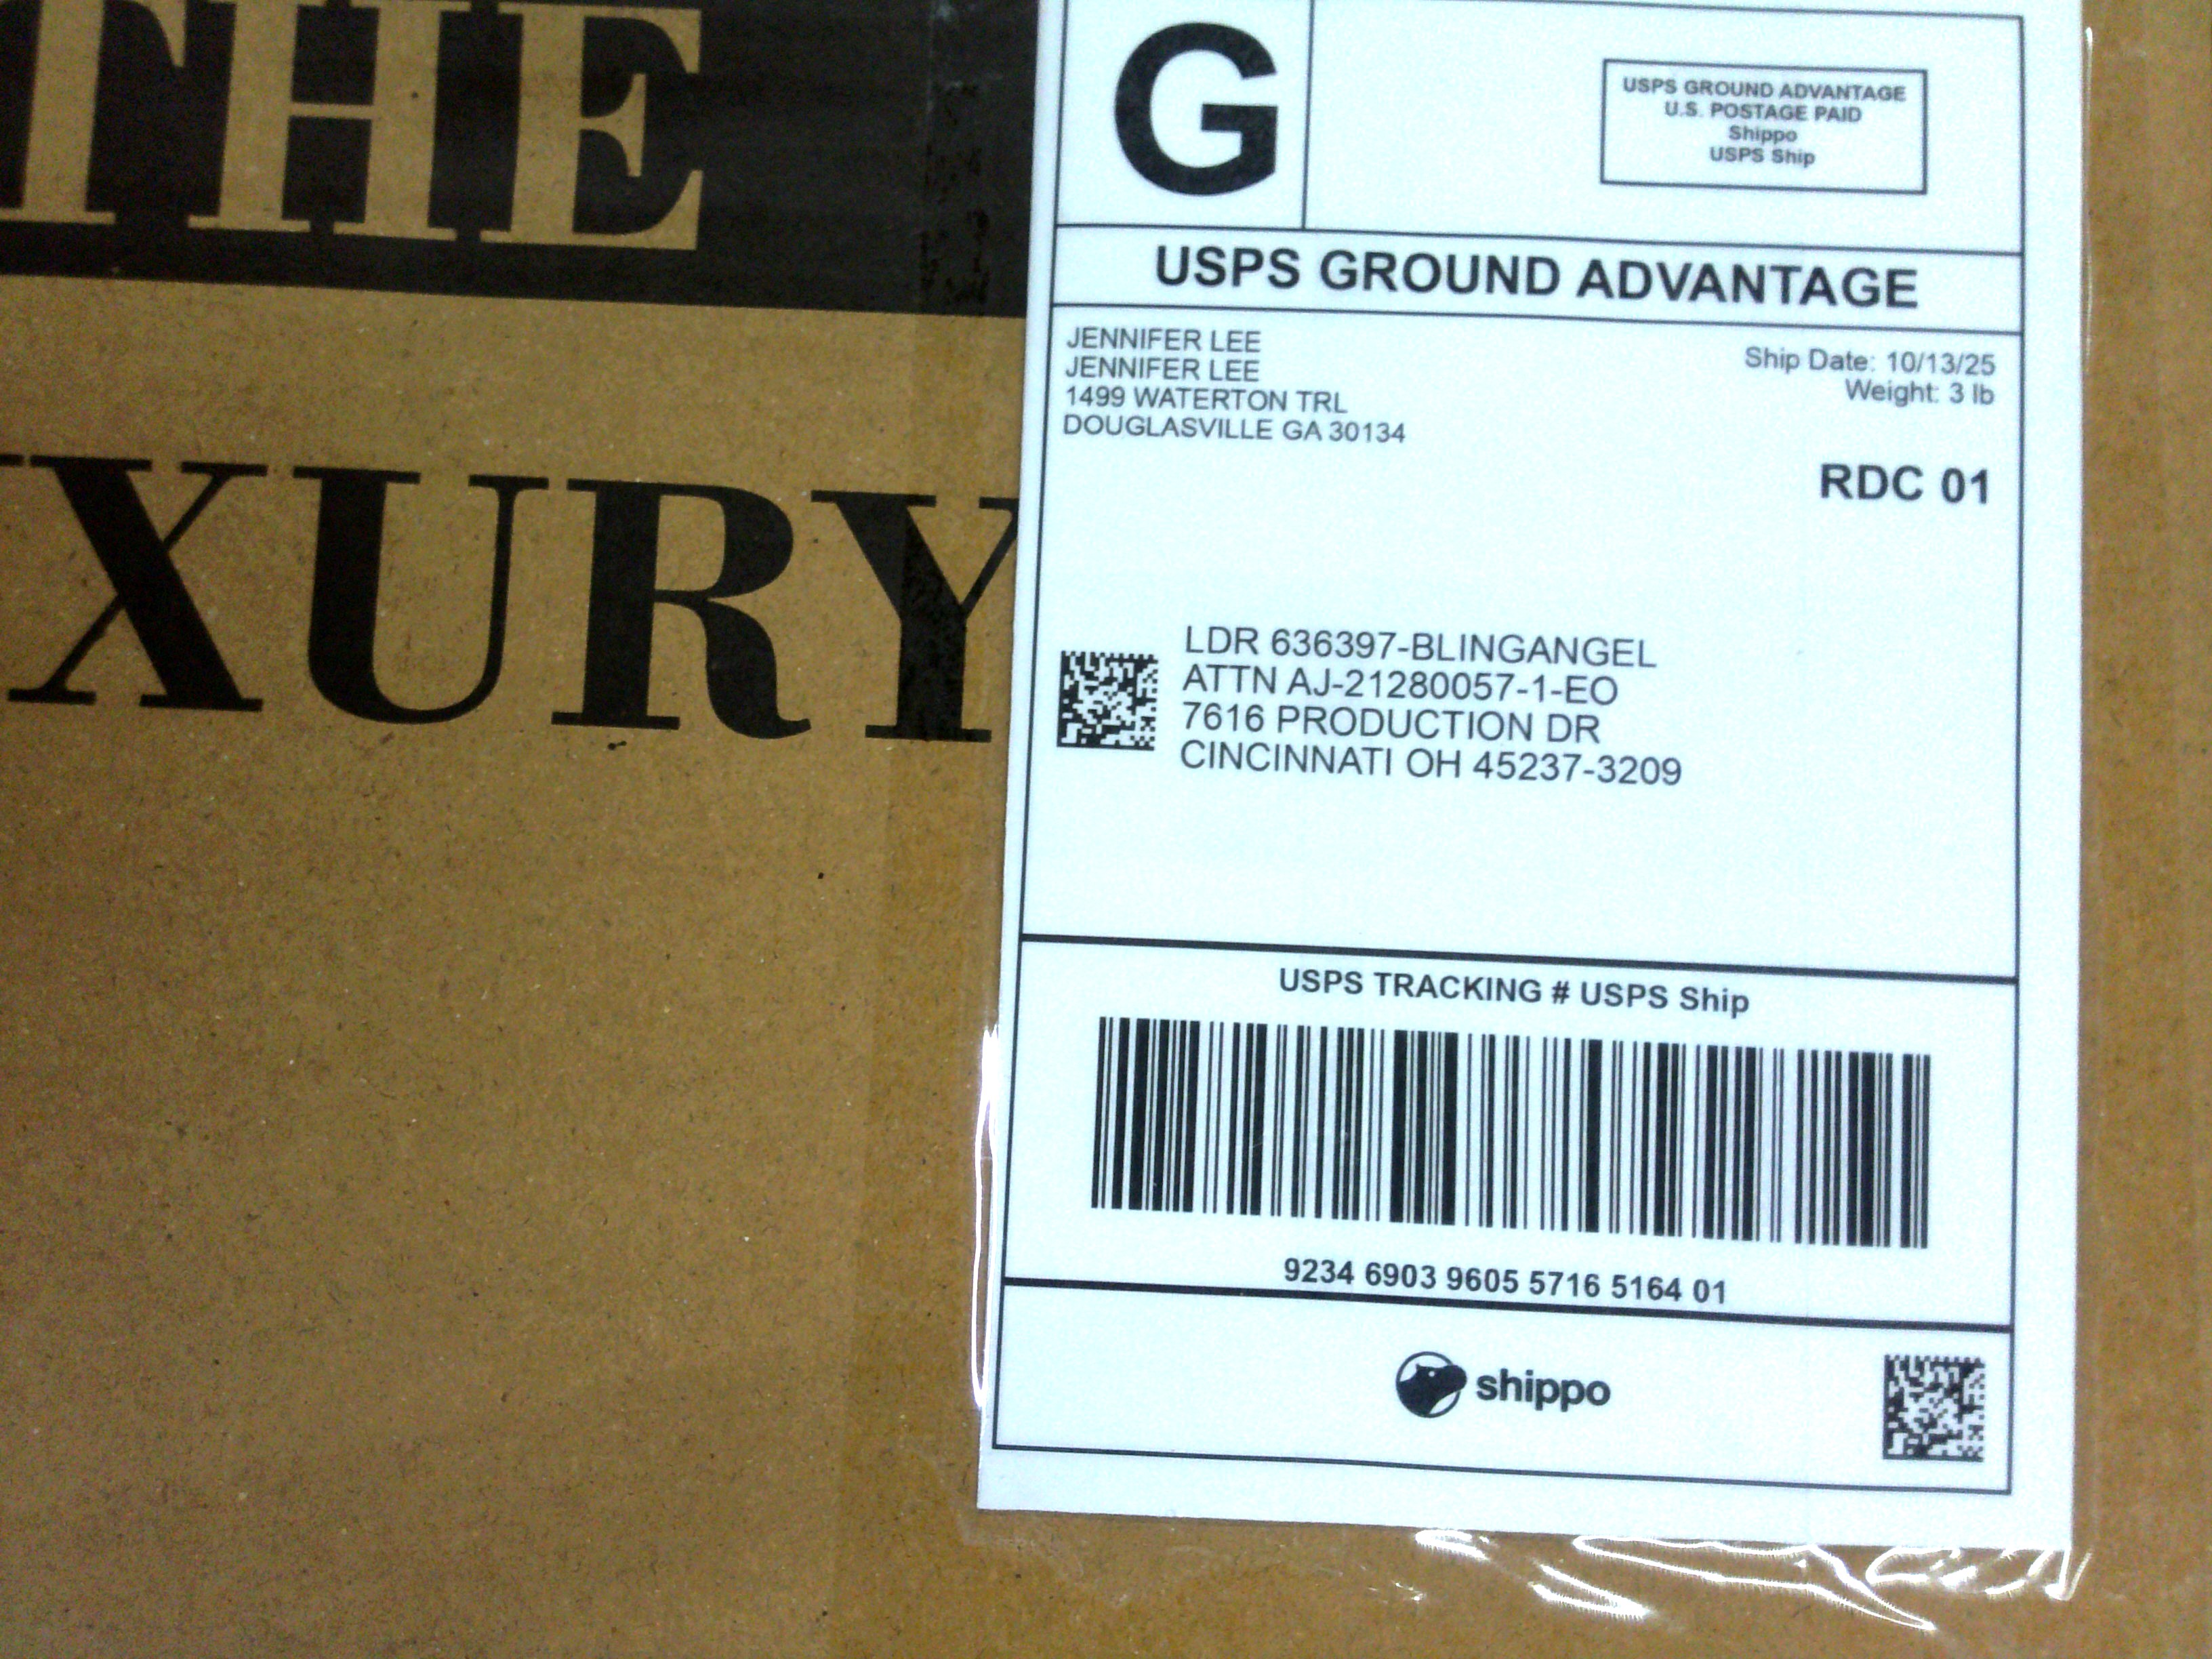 THE
XURY
G
USPS GROUND ADVANTAGE
U.S. POSTAGE PAID
Shippo
USPS Ship
USPS GROUND ADVANTAGE
JENNIFER LEE
JENNIFER LEE
1499 WATERTON TRL
DOUGLASVILLE GA 30134
Ship Date: 10/13/25
Weight: 3 lb
RDC 01
LDR 636397-BLINGANGEL
ATTN AJ-21280057-1-EO
7616 PRODUCTION DR
CINCINNATI OH 45237-3209
USPS TRACKING # USPS Ship
9234 6903 9605 5716 5164 01
shippo